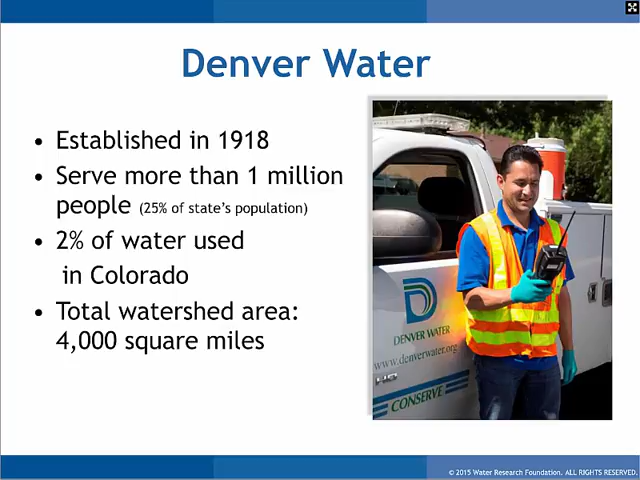 Denver Water
• Established in 1918
• Serve more than 1 million
people (25% of state's population)
• 2% of water used
in Colorado
• Total watershed area:
4,000 square miles
DENVER WATER
www.denverwater.org
CONSERVE
© 2015 Water Research Foundation. ALL RIGHTS RESERVED.